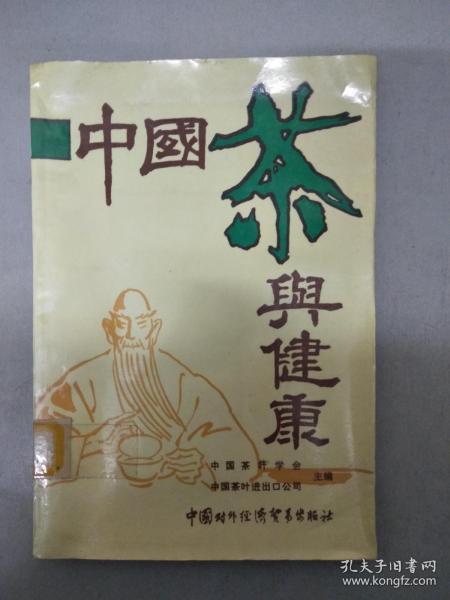 中國茶
與健康
中国茶叶学会
中国茶叶进出口公司
主编
中國对外经济贸易出版社
孔夫子旧书网
www.kongfz.com